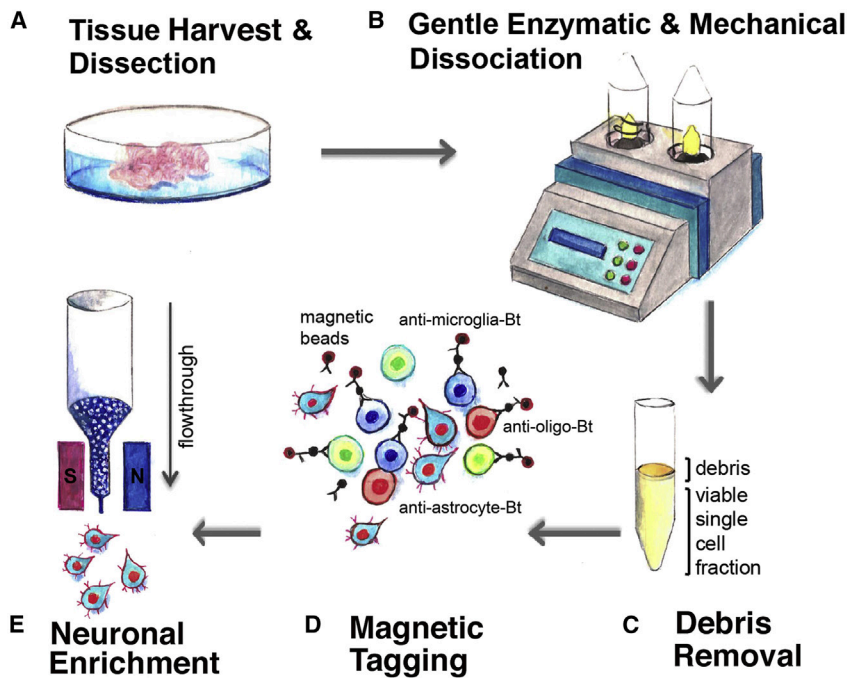 A
Tissue Harvest &
Dissection
B
Gentle Enzymatic & Mechanical
Dissociation
magnetic
beads
anti-microglia-Bt
anti-oligo-Bt
anti-astrocyte-Bt
flowthrough
S
N
debris
viable
single
cell
fraction
E
Neuronal
Enrichment
D
Magnetic
Tagging
C
Debris
Removal